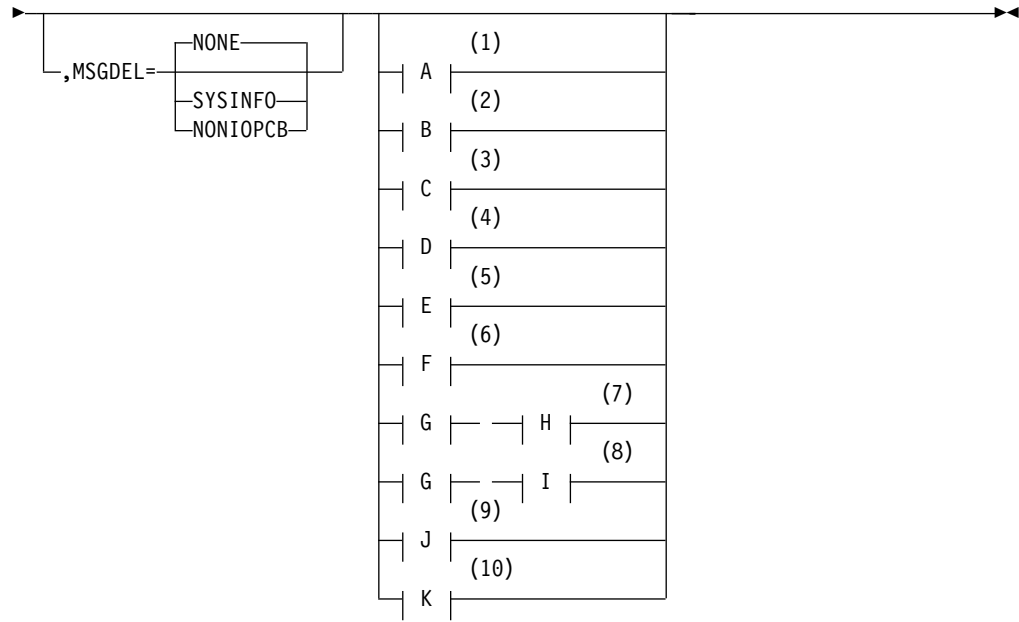 (1)
NONE
,MSGDEL= A
(2)
SYSINFO
NONIOPCB B
(3)
C
(4)
D
(5)
E
(6)
F
(7)
G H
(8)
G I
(9)
J
(10)
K